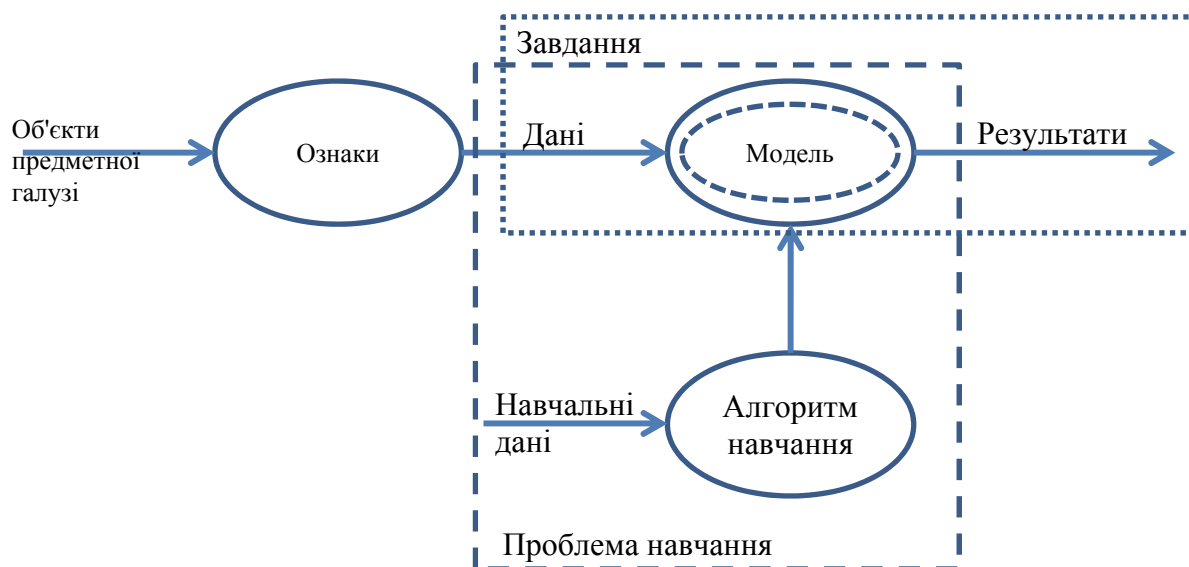 Завдання
Об'єкти
предметної
галузі
Ознаки
Дані
Модель
Результати
Навчальні
дані
Алгоритм
навчання
Проблема навчання